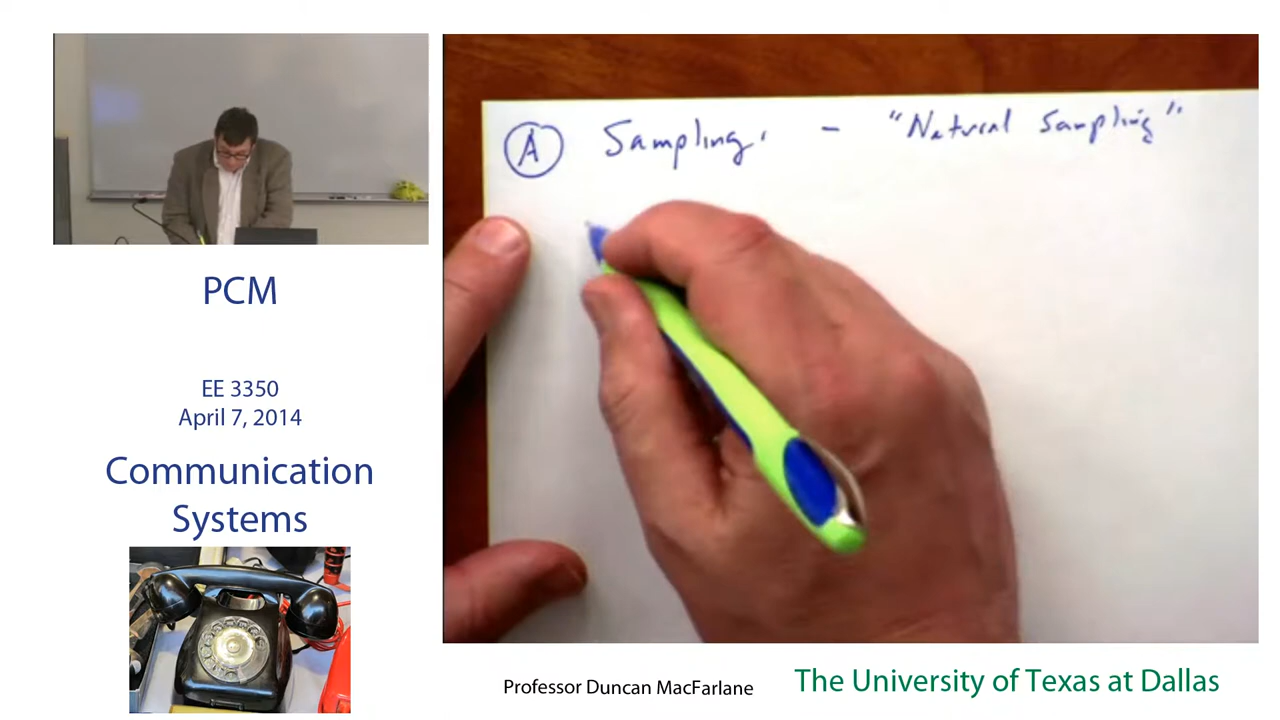 Ⓐ Sampling. - "Natural Sampling"
PCM
EE 3350
April 7, 2014
Communication
Systems
Professor Duncan MacFarlane
The University of Texas at Dallas